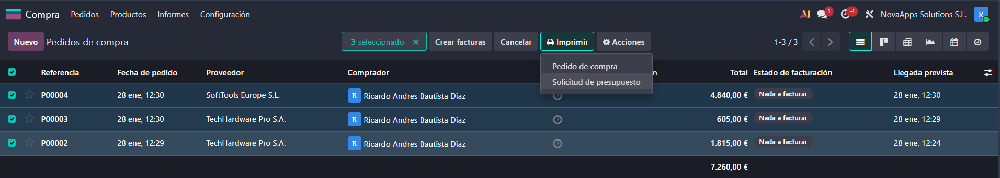 Compra Pedidos Productos Informes Configuración AI 1 -1 NovaApps Solutions S.L. R
Nuevo Pedidos de compra 3 seleccionado × Crear facturas Cancelar Imprimir Acciones 1-3 / 3
Pedido de compra
Solicitud de presupuesto
Referencia Fecha de pedido Proveedor Comprador Total Estado de facturación Llegada prevista
P00004 28 ene, 12:30 SoftTools Europe S.L. R Ricardo Andres Bautista Diaz 4.840,00 € Nada a facturar 28 ene, 12:30
P00003 28 ene, 12:30 TechHardware Pro S.A. R Ricardo Andres Bautista Diaz 605,00 € Nada a facturar 28 ene, 12:29
P00002 28 ene, 12:29 TechHardware Pro S.A. R Ricardo Andres Bautista Diaz 1.815,00 € Nada a facturar 28 ene, 12:24
7.260,00 €